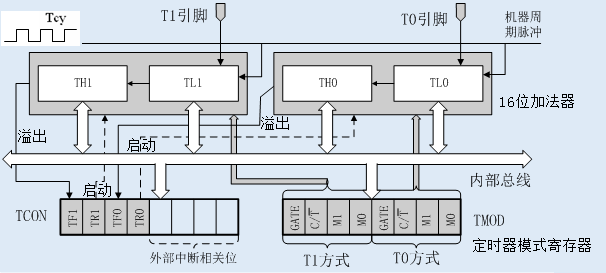 Tcy
T1引脚
T0引脚
机器周
期脉冲
TH1
TL1
TH0
TL0
16位加法器
溢出
溢出
启动
启动
内部总线
TCON
TF1
TR1
TF0
TR0
GATE
C/T̅
M1
M0
GATE
C/T̅
M1
M0
TMOD
外部中断相关位
T1方式
T0方式
定时器模式寄存器